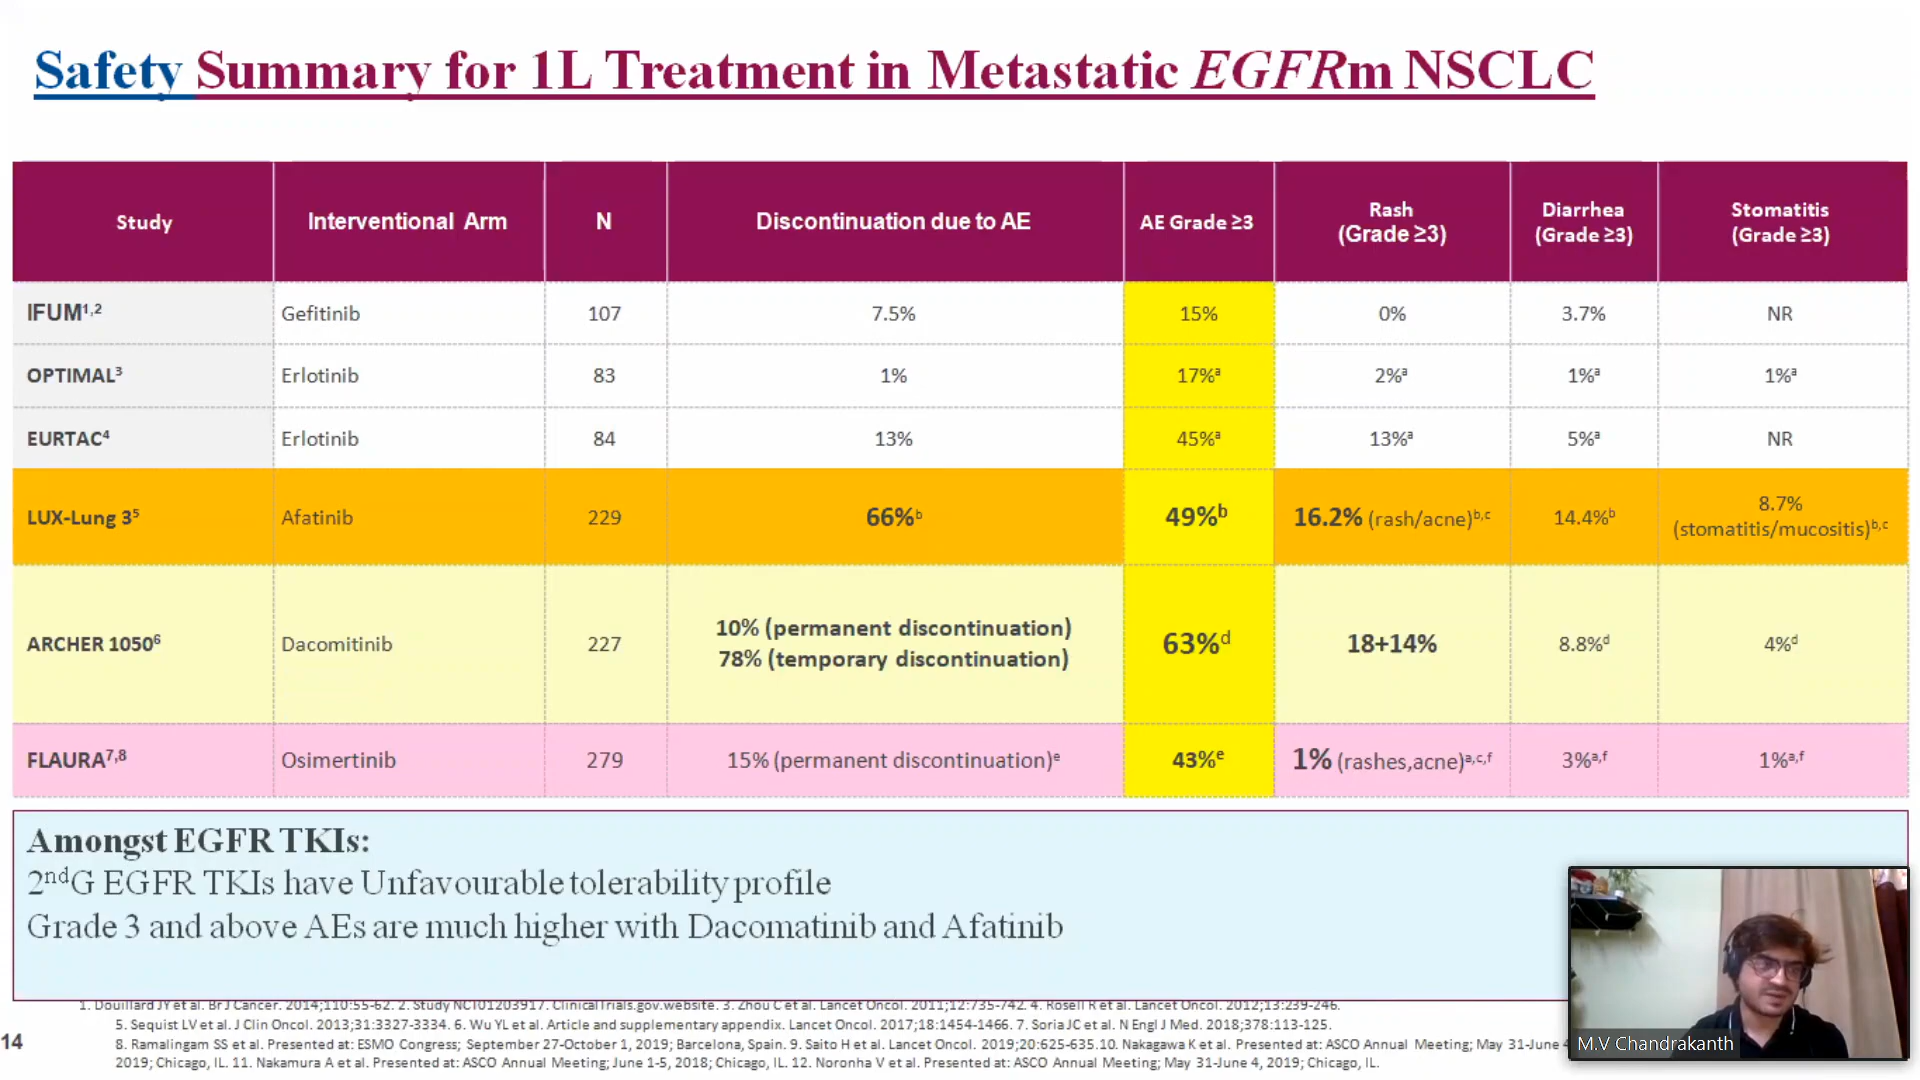 Safety Summary for 1L Treatment in Metastatic EGFRm NSCLC
Study Interventional Arm N Discontinuation due to AE AE Grade ≥3 Rash (Grade ≥3) Diarrhea (Grade ≥3) Stomatitis (Grade ≥3)
IFUM1,2 Gefitinib 107 7.5% 15% 0% 3.7% NR
OPTIMAL3 Erlotinib 83 1% 17%a 2%a 1%a 1%a
EURTAC4 Erlotinib 84 13% 45%a 13%a 5%a NR
LUX-Lung 35 Afatinib 229 66%b 49%b 16.2% (rash/acne)b,c 14.4%b 8.7% (stomatitis/mucositis)b,c
ARCHER 10506 Dacomitinib 227 10% (permanent discontinuation) 78% (temporary discontinuation) 63%d 18+14% 8.8%d 4%d
FLAURA7,8 Osimertinib 279 15% (permanent discontinuation)e 43%e 1% (rashes,acne)a,c,f 3%a,f 1%a,f
Amongst EGFR TKIs:
2ndG EGFR TKIs have Unfavourable tolerability profile
Grade 3 and above AEs are much higher with Dacomatinib and Afatinib
1. Douillard JY et al. Br J Cancer. 2014;110:55-62. 2. Study NCT01203917. ClinicalTrials.gov.website. 3. Zhou C et al. Lancet Oncol. 2011;12:735-742. 4. Rosell R et al. Lancet Oncol. 2012;13:239-246.
5. Sequist LV et al. J Clin Oncol. 2013;31:3327-3334. 6. Wu YL et al. Article and supplementary appendix. Lancet Oncol. 2017;18:1454-1466. 7. Soria JC et al. N Engl J Med. 2018;378:113-125.
8. Ramalingam SS et al. Presented at: ESMO Congress; September 27-October 1, 2019; Barcelona, Spain. 9. Saito H et al. Lancet Oncol. 2019;20:625-635.10. Nakagawa K et al. Presented at: ASCO Annual Meeting; May 31-June
2019; Chicago, IL. 11. Nakamura A et al. Presented at: ASCO Annual Meeting; June 1-5, 2018; Chicago, IL. 12. Noronha V et al. Presented at: ASCO Annual Meeting; May 31-June 4, 2019; Chicago, IL.
14
M.V Chandrakanth